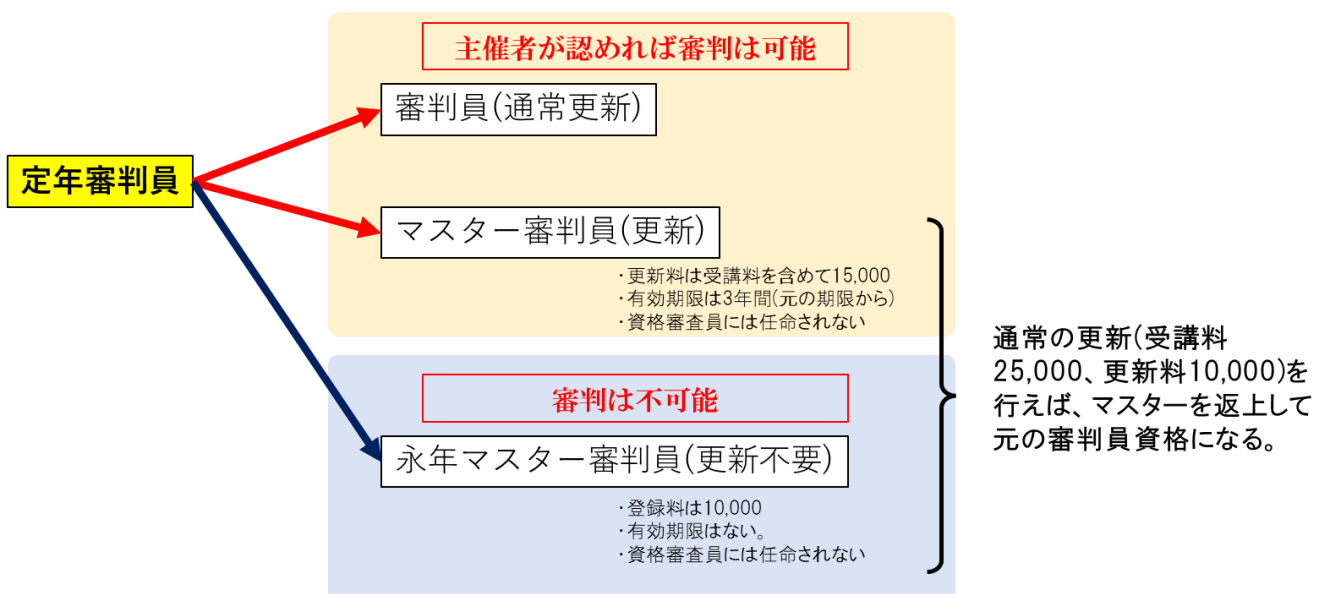 主催者が認めれば審判は可能
審判員(通常更新)
定年審判員
マスター審判員(更新)
・更新料は受講料を含めて15,000
・有効期限は3年間(元の期限から)
・資格審査員には任命されない
審判は不可能
永年マスター審判員(更新不要)
・登録料は10,000
・有効期限はない。
・資格審査員には任命されない
通常の更新(受講料
25,000、更新料10,000)を
行えば、マスターを返上して
元の審判員資格になる。